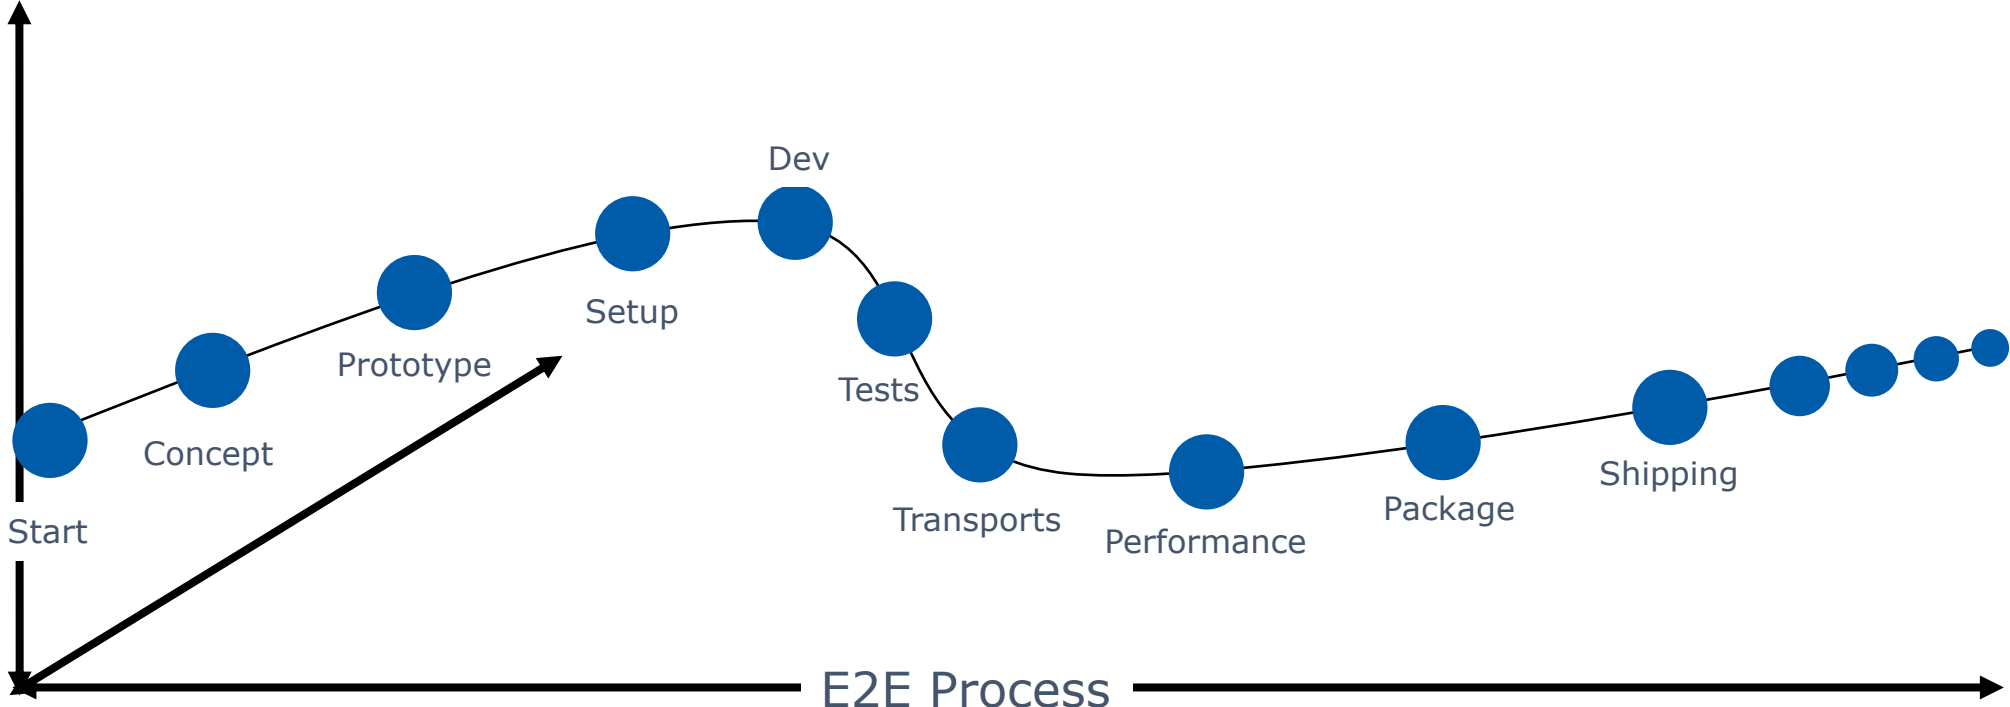 Start
Concept
Prototype
Setup
Dev
Tests
Transports
Performance
Package
Shipping
E2E Process